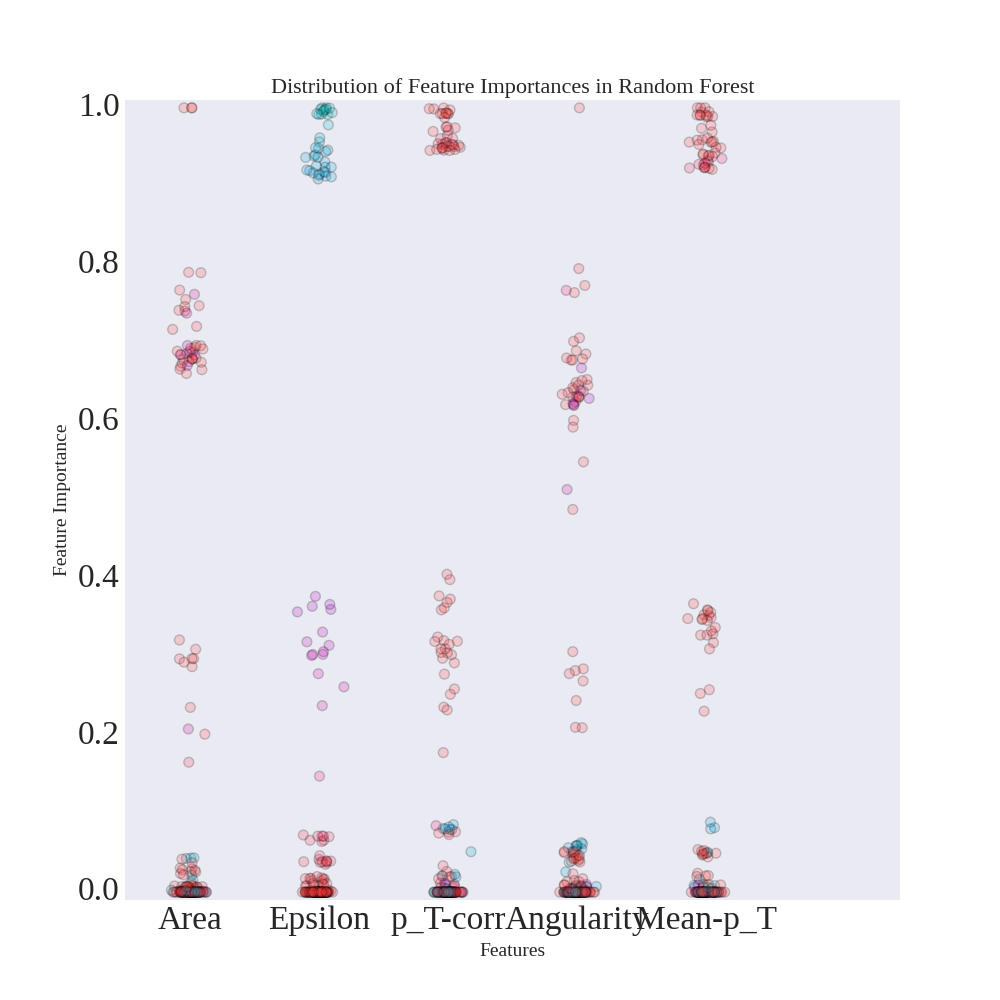 Distribution of Feature Importances in Random Forest
1.0
0.8
0.6
0.4
0.2
0.0
Feature Importance
Area Epsilon p_T-corr Angularity Mean-p_T
Features